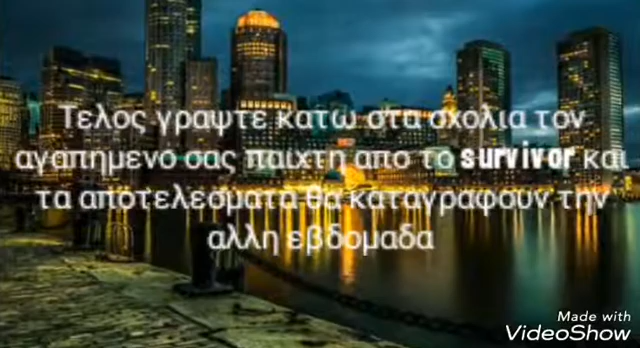 Τελος γραψτε κατω στα σχολια τον
αγαπημενο σας παιχτη απο το survivor και
τα αποτελεσματα θα καταγραφουν την
αλλη εβδομαδα
Made with
VideoShow